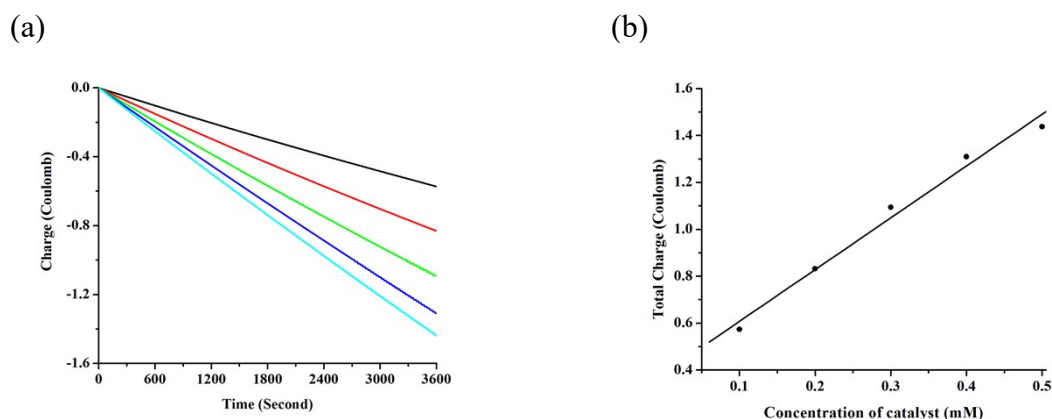 (a)
0.0
-0.4
-0.8
-1.2
-1.6
Charge (Coulomb)
0 600 1200 1800 2400 3000 3600
Time (Second)
(b)
1.6
1.4
1.2
1.0
0.8
0.6
0.4
Total Charge (Coulomb)
0.1 0.2 0.3 0.4 0.5
Concentration of catalyst (mM)